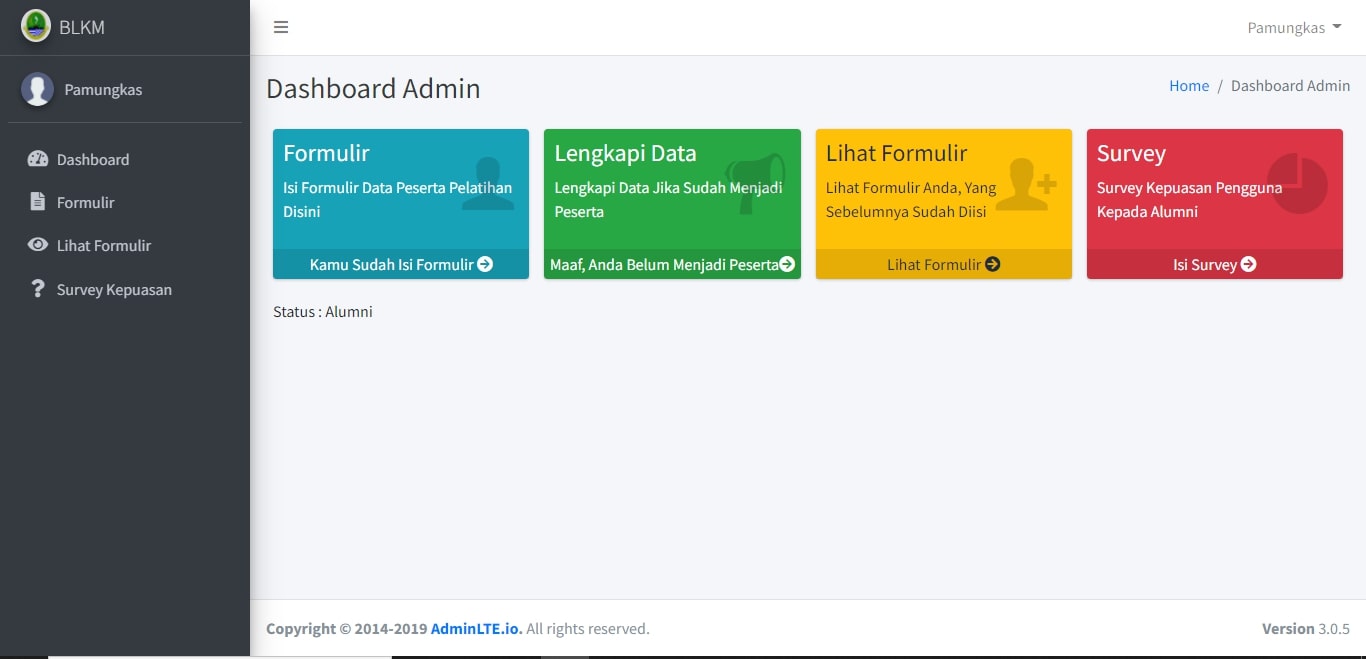 BLKM
Pamungkas
Pamungkas
Dashboard
Formulir
Lihat Formulir
Survey Kepuasan
Dashboard Admin
Home / Dashboard Admin
Formulir
Isi Formulir Data Peserta Pelatihan
Disini
Kamu Sudah Isi Formulir
Lengkapi Data
Lengkapi Data Jika Sudah Menjadi
Peserta
Maaf, Anda Belum Menjadi Peserta
Lihat Formulir
Lihat Formulir Anda, Yang
Sebelumnya Sudah Diisi
Lihat Formulir
Survey
Survey Kepuasan Pengguna
Kepada Alumni
Isi Survey
Status : Alumni
Copyright © 2014-2019 AdminLTE.io. All rights reserved.
Version 3.0.5